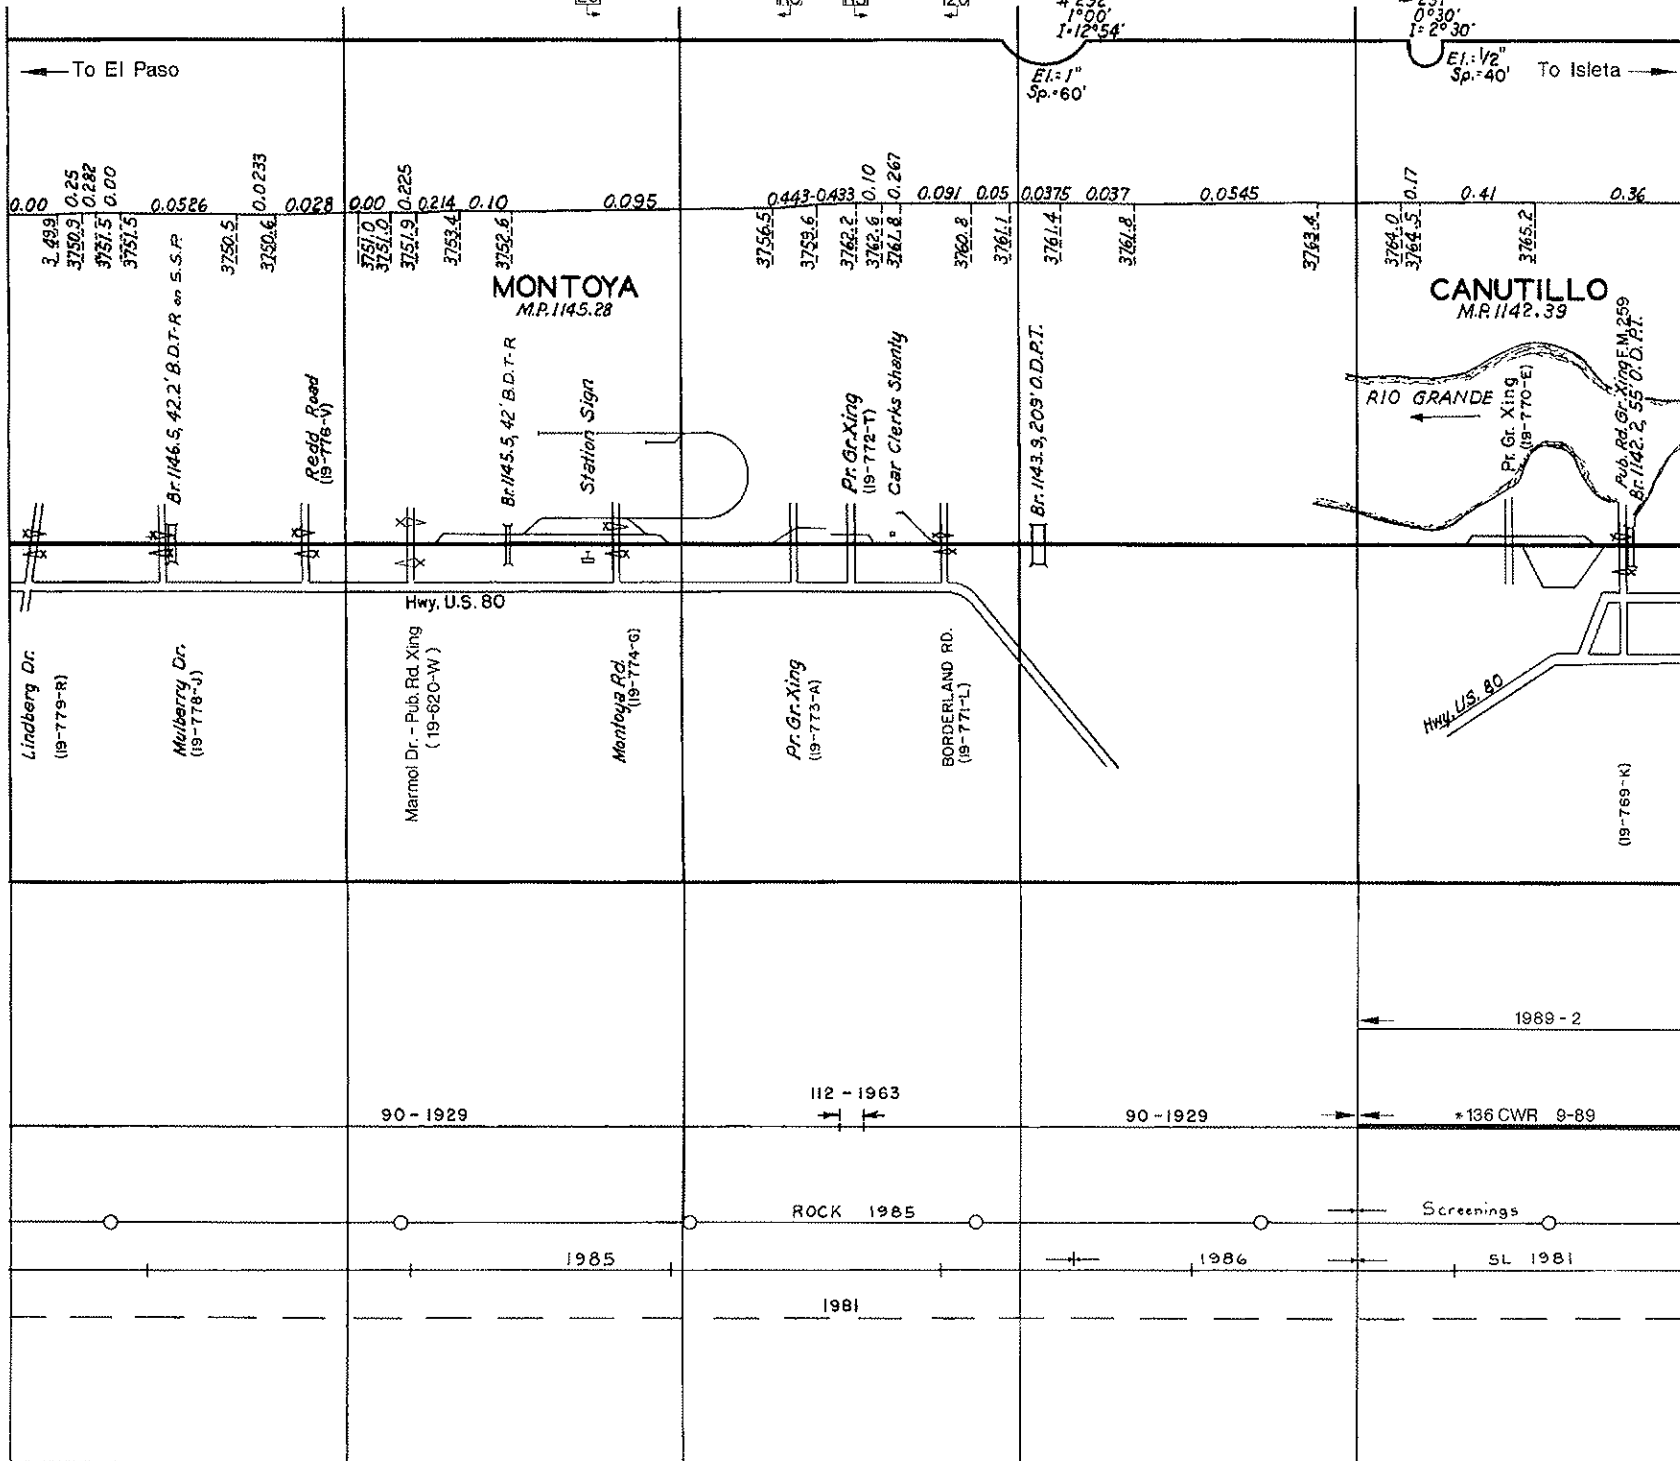 1°00'
I=12°54'
0°30'
I=2°30'
To El Paso
El.=1"
Sp.=60'
El.=1/2"
Sp.=40'
To Isleta
0.00
0.25
0.282
0.00
0.0526
0.0233
0.028
0.00
0.225
0.214
0.10
0.095
0.443
0.433
0.10
0.267
0.091
0.05
0.0375
0.037
0.0545
0.17
0.41
0.36
3750.9
3751.5
3751.5
3750.5
3750.6
3751.0
3751.0
3751.9
3753.4
3752.6
3756.5
3759.6
3762.2
3762.6
3761.8
3760.8
3761.1
3761.4
3761.8
3763.4
3764.0
3764.5
3765.2
MONTOYA
M.P. 1145.28
CANUTILLO
M.P. 1142.39
Br. 1146.5, 42.2' B.D.T-R on S.S.P.
Redd Road
(19-776-V)
Br. 1145.5, 42' B.D.T-R
Station Sign
Pr. Gr. Xing
(19-772-T)
Car Clerks Shanty
Br. 1143.9, 209' O.D.P.T.
RIO GRANDE
Pr. Gr. Xing
(19-770-E)
Pub. Rd. Gr. Xing F.M. 259
Br. 1142.2, 55' O.D.P.T.
Hwy. U.S. 80
Lindberg Dr.
(19-779-R)
Mulberry Dr.
(19-778-J)
Marmol Dr. - Pub. Rd. Xing
(19-620-W)
Montoya Rd.
(19-774-G)
Pr. Gr. Xing
(19-773-A)
BORDERLAND RD.
(19-771-L)
Hwy. U.S. 80
(19-769-K)
1989-2
112-1963
90-1929
90-1929
*136 CWR 9-89
ROCK 1985
Screenings
1985
1986
SL 1981
1981